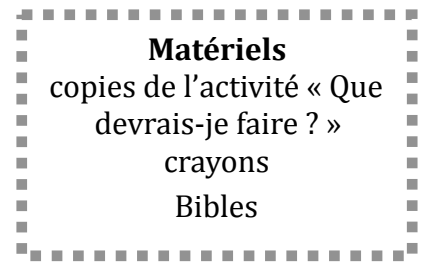 Matériels
copies de l’activité « Que
devrais-je faire ? »
crayons
Bibles